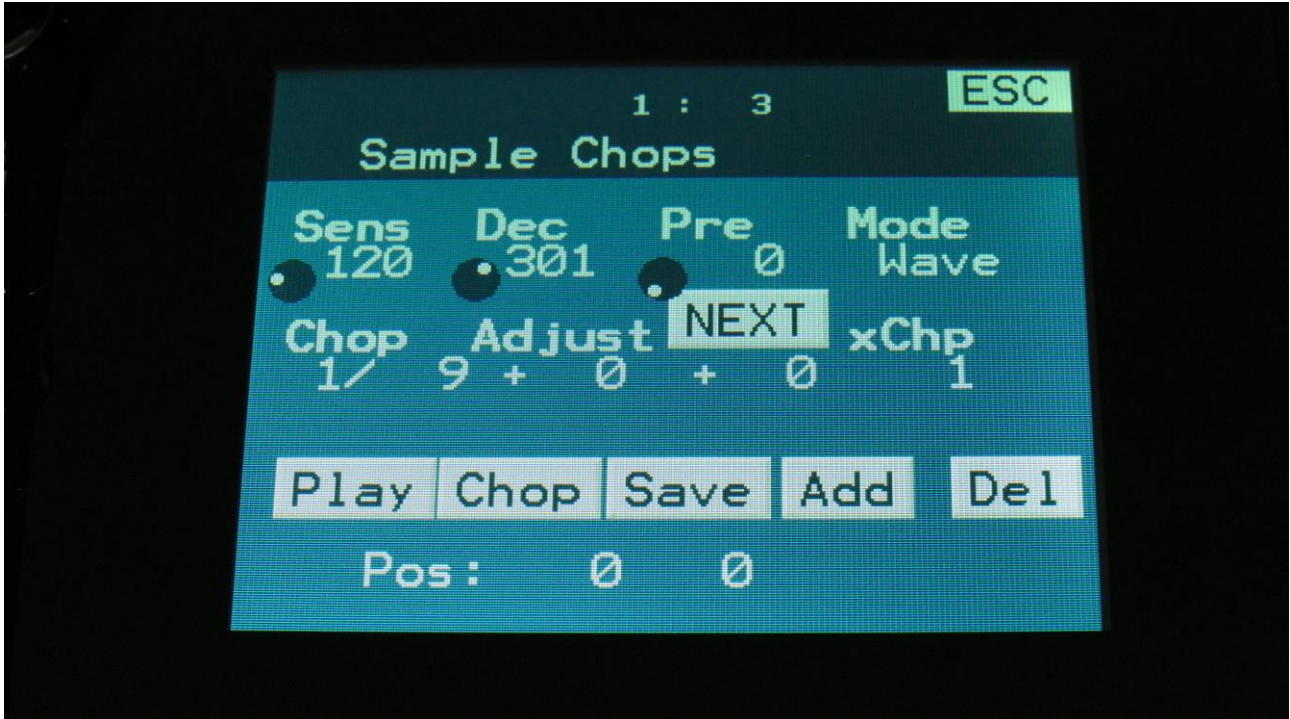 1 : 3 ESC
Sample Chops
Sens Dec Pre Mode
120 301 0 Wave
NEXT
Chop Adjust xChp
1/ 9 + 0 + 0 1
Play Chop Save Add Del
Pos: 0 0